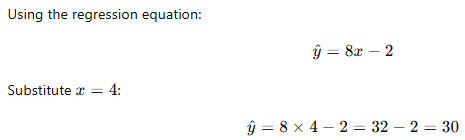 Using the regression equation:
ŷ = 8x − 2
Substitute x = 4:
ŷ = 8 × 4 − 2 = 32 − 2 = 30